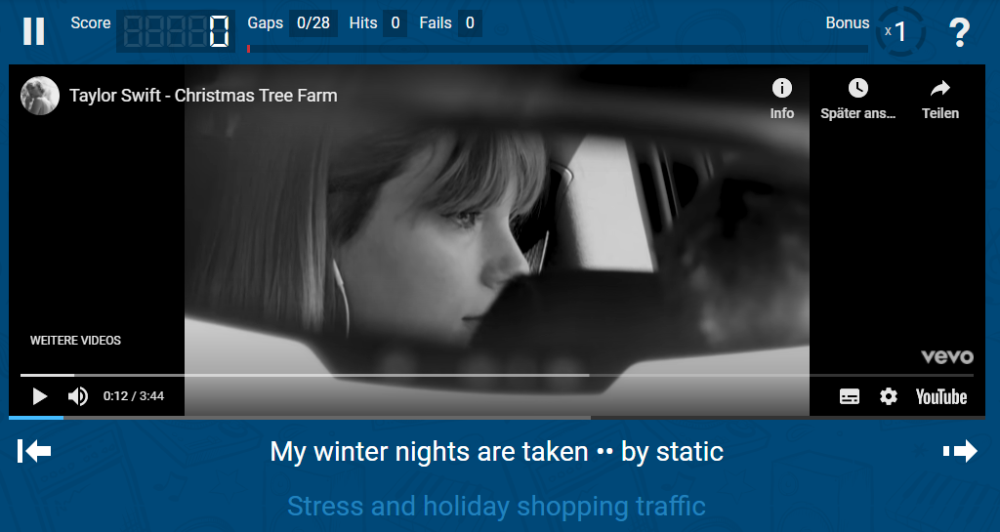 Score 0 Gaps 0/28 Hits 0 Fails 0 Bonus x1 ?
Taylor Swift - Christmas Tree Farm
Info Später ans... Teilen
WEITERE VIDEOS
vevo
0:12 / 3:44 YouTube
My winter nights are taken •• by static
Stress and holiday shopping traffic